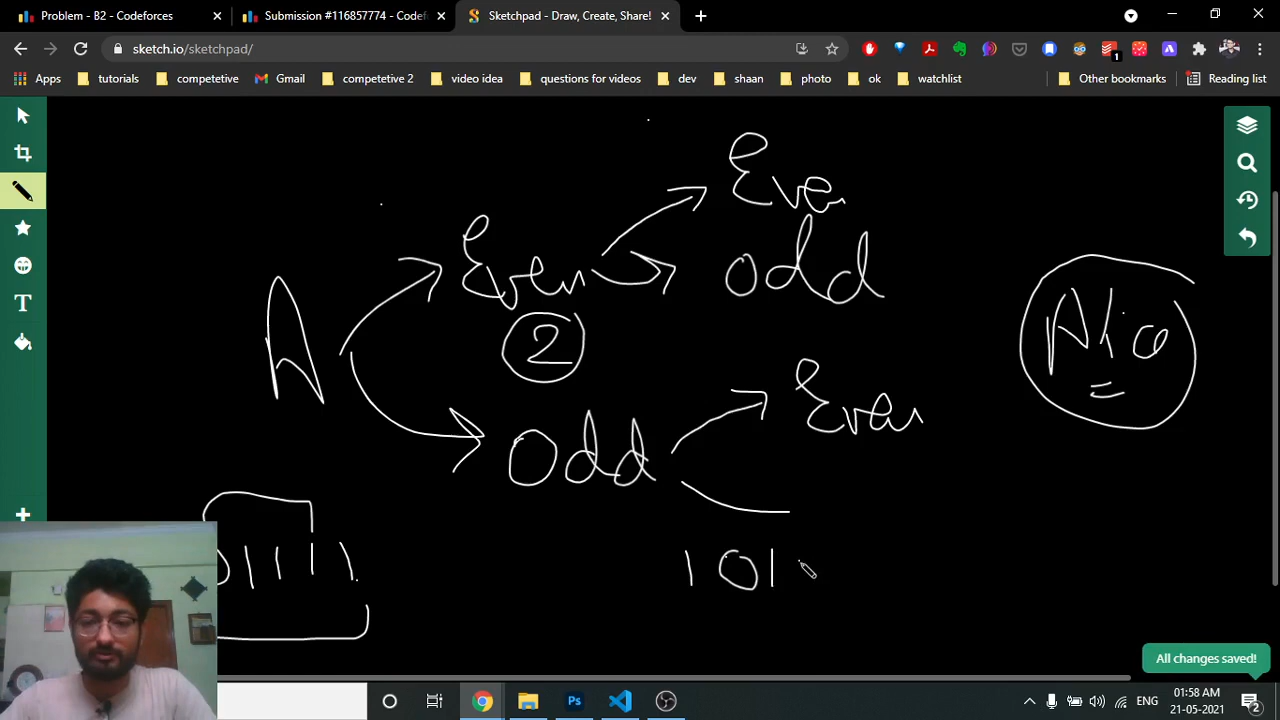 Problem - B2 - Codeforces
Submission #116857774 - Codef
Sketchpad - Draw, Create, Share!
sketch.io/sketchpad/
1
Apps
tutorials
competetive
Gmail
competetive 2
video idea
questions for videos
dev
shaan
photo
ok
watchlist
Other bookmarks
Reading list
Even
Even
odd
A
2
Even
Odd
1111
101
T
All changes saved!
ENG
01:58 AM
21-05-2021
2